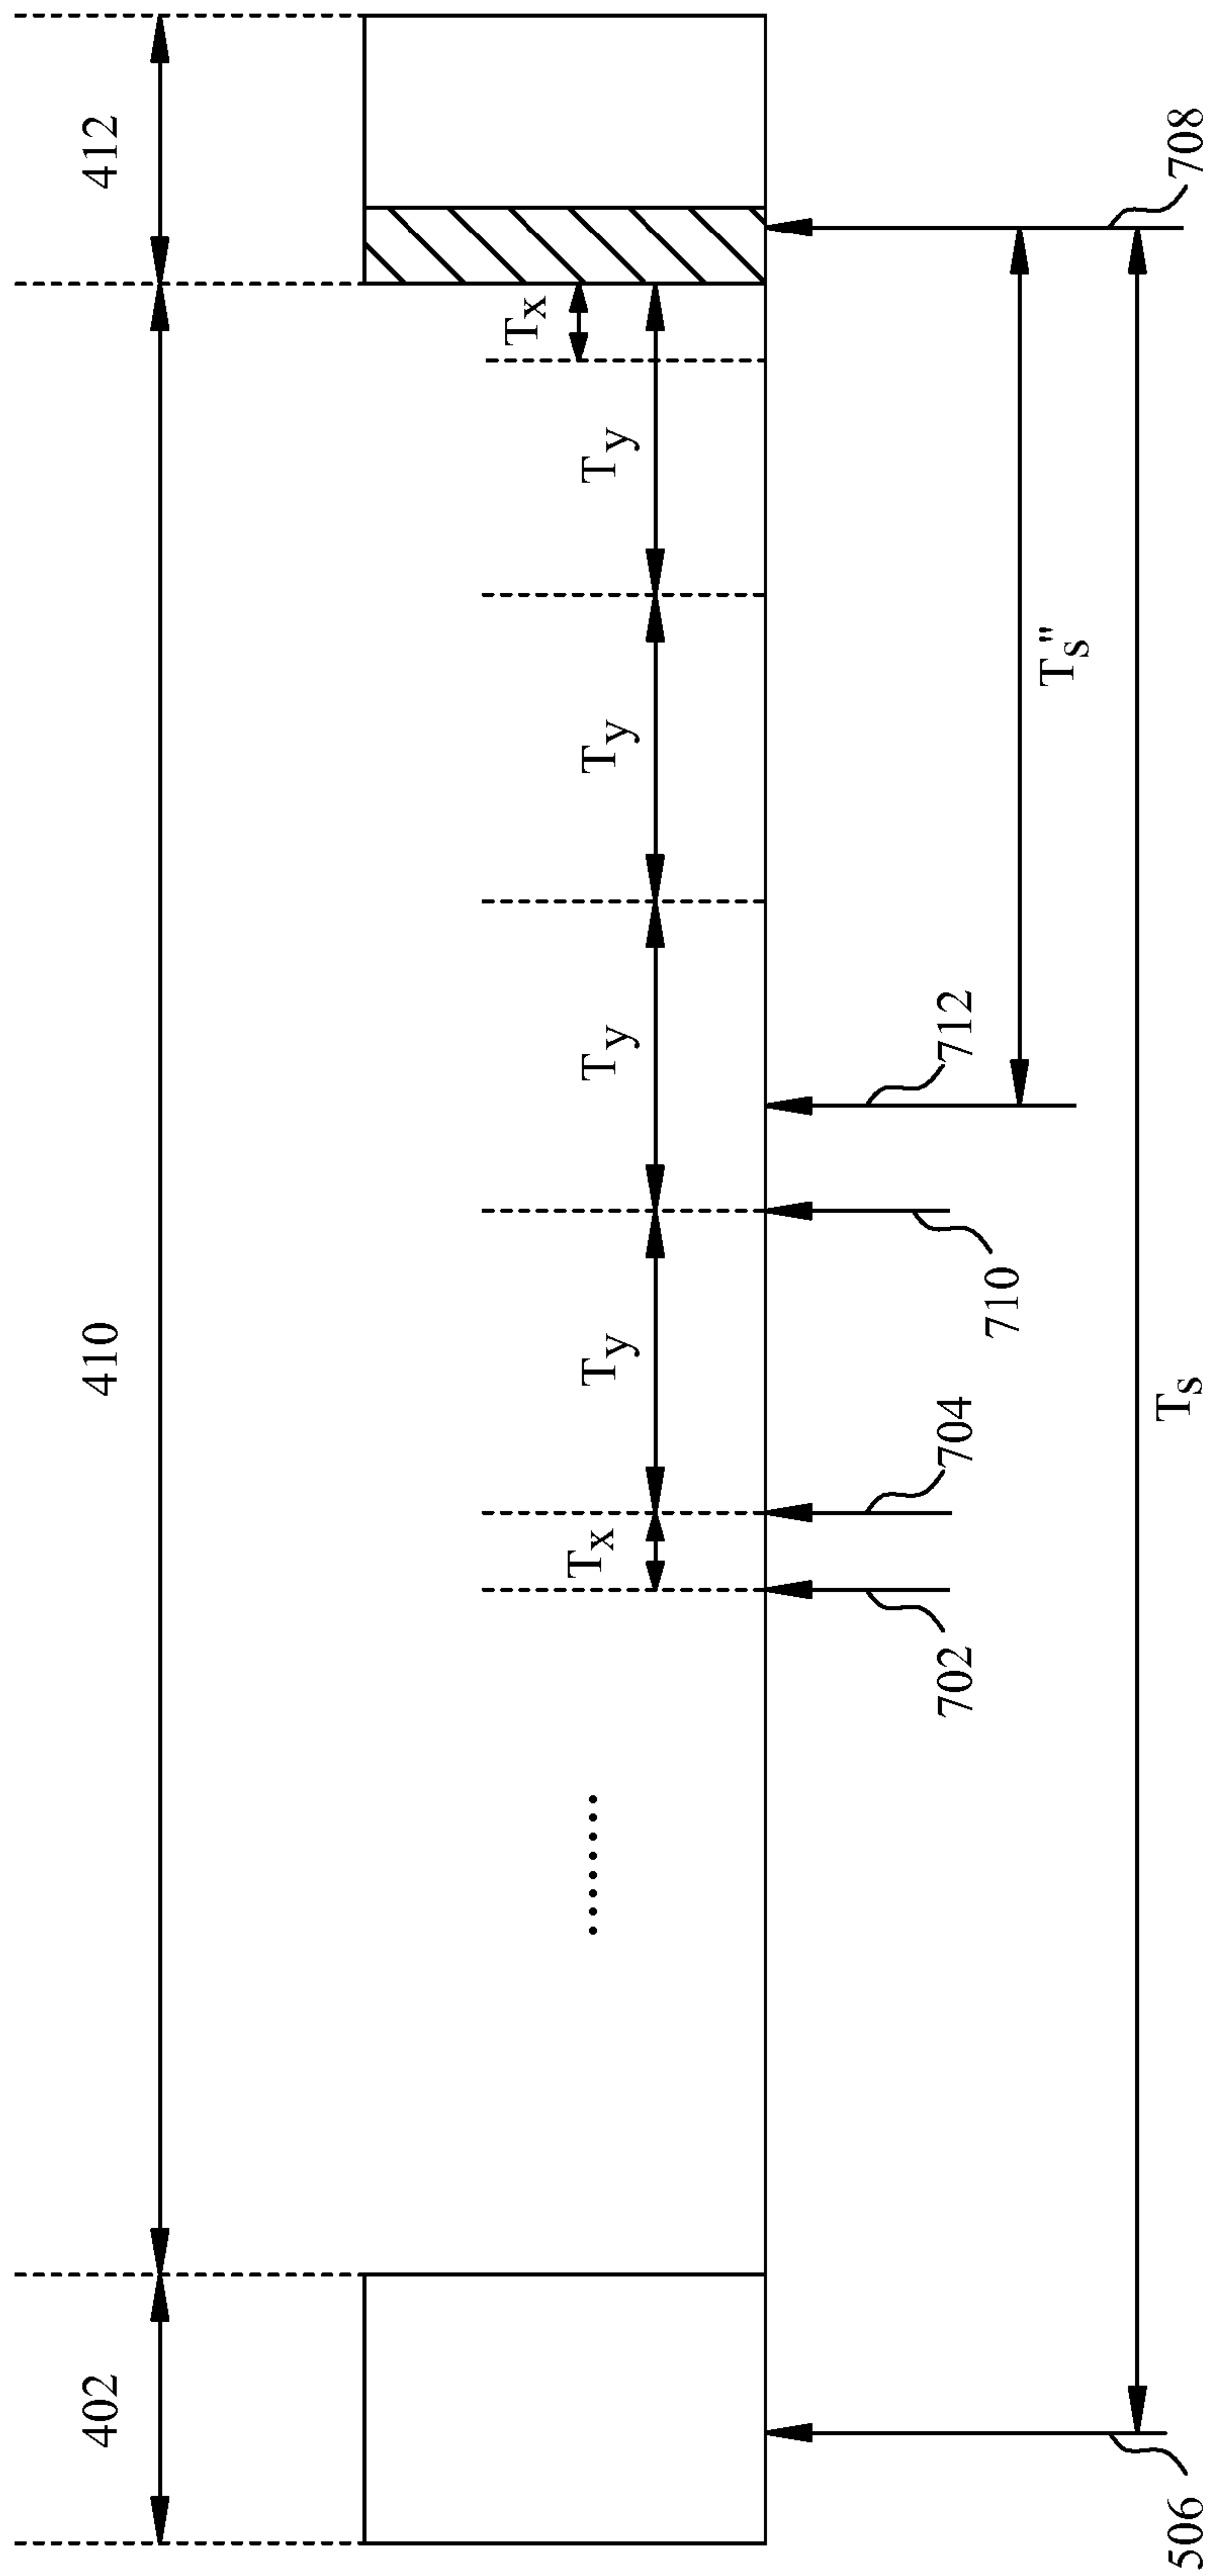 402 410 412
Tx
........ Tx Ty Ty Ty Ty
702 704 712
710
Ts"
506 Ts 708